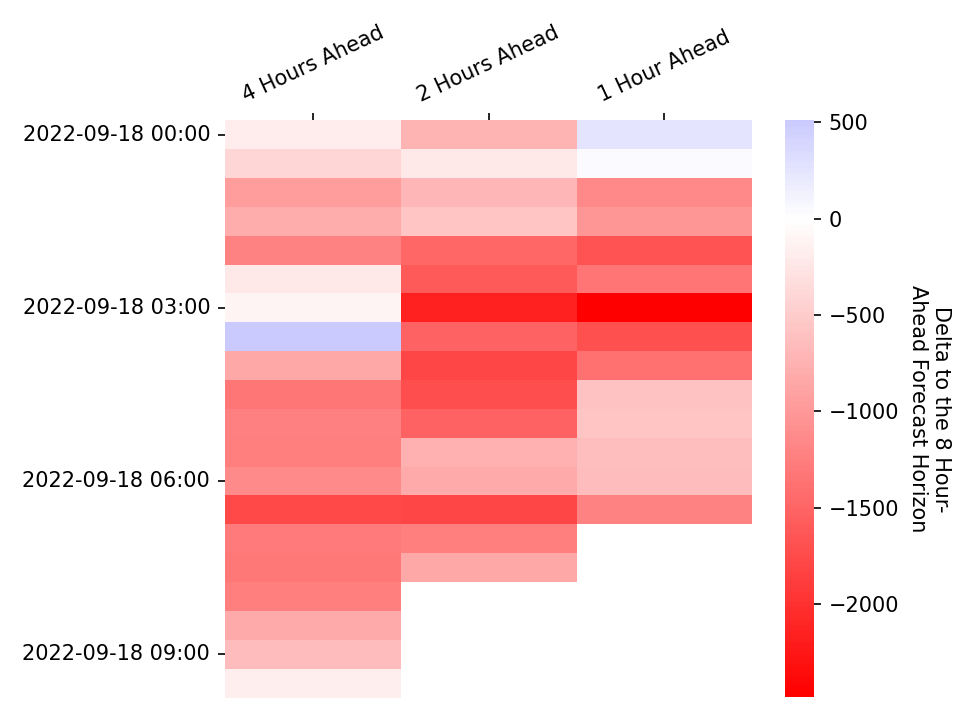 4 Hours Ahead
2 Hours Ahead
1 Hour Ahead
2022-09-18 00:00
2022-09-18 03:00
2022-09-18 06:00
2022-09-18 09:00
500
0
−500
−1000
−1500
−2000
Delta to the 8 Hour-
Ahead Forecast Horizon